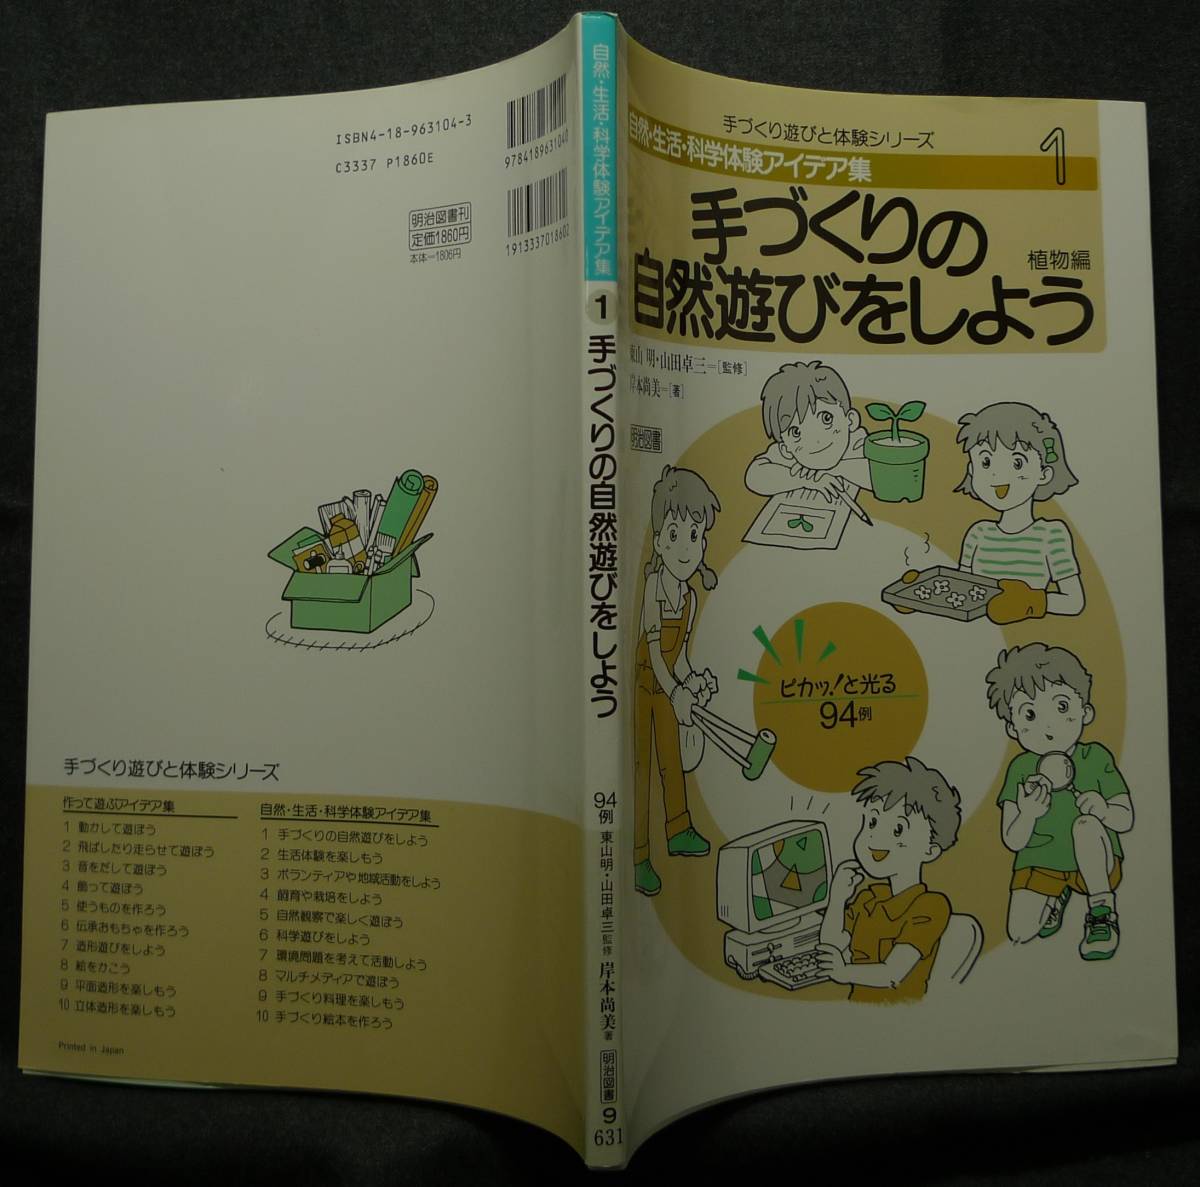 手づくり遊びと体験シリーズ
自然・生活・科学体験アイデア集
1
手づくりの
自然遊びをしよう
植物編
東山 明・山田卓三=[監修]
岸本尚美=[著]
明治図書
ピカッ!と光る
94例
自然・生活・科学体験アイデア集
1
手づくりの自然遊びをしよう
94例
東山明・山田卓三 監修
岸本尚美 著
明治図書
9
631
ISBN4-18-963104-3
C3337 P1860E
9784189631040
1913337018602
明治図書刊
定価1860円
本体=1806円
手づくり遊びと体験シリーズ
作って遊ぶアイデア集
1 動かして遊ぼう
2 飛ばしたり走らせて遊ぼう
3 音をだして遊ぼう
4 飾って遊ぼう
5 使うものを作ろう
6 伝承おもちゃを作ろう
7 造形遊びをしよう
8 絵をかこう
9 平面造形を楽しもう
10 立体造形を楽しもう
自然・生活・科学体験アイデア集
1 手づくりの自然遊びをしよう
2 生活体験を楽しもう
3 ボランティアや地域活動をしよう
4 飼育や栽培をしよう
5 自然観察で楽しく遊ぼう
6 科学遊びをしよう
7 環境問題を考えて活動しよう
8 マルチメディアで遊ぼう
9 手づくり料理を楽しもう
10 手づくり絵本を作ろう
Printed in Japan